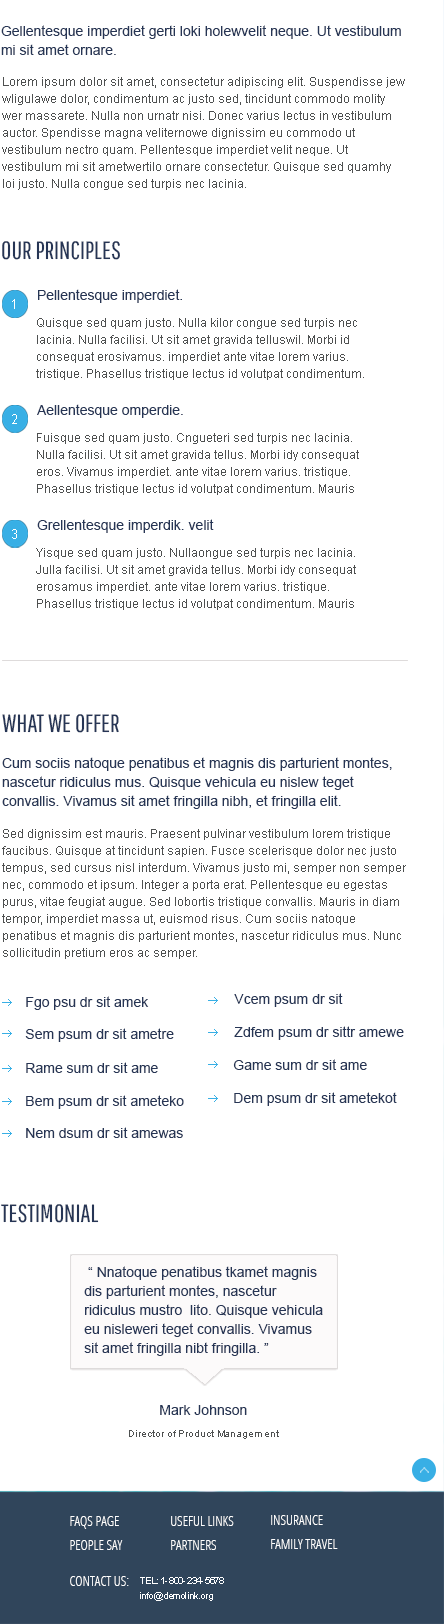 Gellentesque imperdiet gerti loki holewvelit neque. Ut vestibulum
mi sit amet ornare.
Lorem ipsum dolor sit amet, consectetur adipiscing elit. Suspendisse jew
wligulawe dolor, condimentum ac justo sed, tincidunt commodo molity
wer massarete. Nulla non urnatr nisi. Donec varius lectus in vestibulum
auctor. Spendisse magna veliternowe dignissim eu commodo ut
vestibulum nectro quam. Pellentesque imperdiet velit neque. Ut
vestibulum mi sit ametwertilo ornare consectetur. Quisque sed quamhy
loi justo. Nulla congue sed turpis nec lacinia.
OUR PRINCIPLES
1
Pellentesque imperdiet.
Quisque sed quam justo. Nulla kilor congue sed turpis nec
lacinia. Nulla facilisi. Ut sit amet gravida telluswil. Morbi id
consequat erosivamus. imperdiet ante vitae lorem varius.
tristique. Phasellus tristique lectus id volutpat condimentum.
2
Aellentesque omperdie.
Fuisque sed quam justo. Cngueteri sed turpis nec lacinia.
Nulla facilisi. Ut sit amet gravida tellus. Morbi idy consequat
eros. Vivamus imperdiet. ante vitae lorem varius. tristique.
Phasellus tristique lectus id volutpat condimentum. Mauris
3
Grellentesque imperdik. velit
Yisque sed quam justo. Nullaongue sed turpis nec lacinia.
Julla facilisi. Ut sit amet gravida tellus. Morbi idy consequat
erosamus imperdiet. ante vitae lorem varius. tristique.
Phasellus tristique lectus id volutpat condimentum. Mauris
WHAT WE OFFER
Cum sociis natoque penatibus et magnis dis parturient montes,
nascetur ridiculus mus. Quisque vehicula eu nislew teget
convallis. Vivamus sit amet fringilla nibh, et fringilla elit.
Sed dignissim est mauris. Praesent pulvinar vestibulum lorem tristique
faucibus. Quisque at tincidunt sapien. Fusce scelerisque dolor nec justo
tempus, sed cursus nisl interdum. Vivamus justo mi, semper non semper
nec, commodo et ipsum. Integer a porta erat. Pellentesque eu egestas
purus, vitae feugiat augue. Sed lobortis tristique convallis. Mauris in diam
tempor, imperdiet massa ut, euismod risus. Cum sociis natoque
penatibus et magnis dis parturient montes, nascetur ridiculus mus. Nunc
sollicitudin pretium eros ac semper.
Fgo psu dr sit amek
Sem psum dr sit ametre
Rame sum dr sit ame
Bem psum dr sit ameteko
Nem dsum dr sit amewas
Vcem psum dr sit
Zdfem psum dr sittr amewe
Game sum dr sit ame
Dem psum dr sit ametekot
TESTIMONIAL
“ Nnatoque penatibus tkamet magnis
dis parturient montes, nascetur
ridiculus mustro lito. Quisque vehicula
eu nisleweri teget convallis. Vivamus
sit amet fringilla nibt fringilla. ”
Mark Johnson
Director of Product Management
FAQS PAGE USEFUL LINKS INSURANCE
PEOPLE SAY PARTNERS FAMILY TRAVEL
CONTACT US: TEL: 1-800-234-5678
info@demolink.org